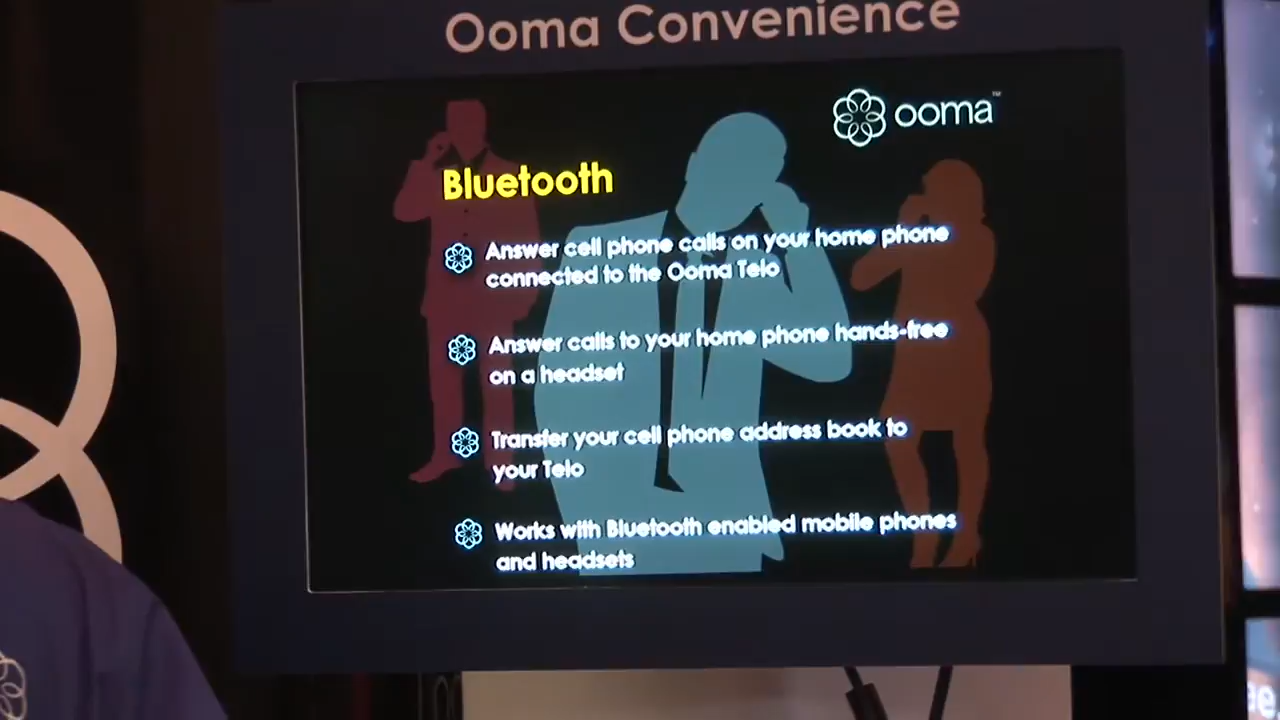 Ooma Convenience
ooma™
Bluetooth
Answer cell phone calls on your home phone
connected to the Ooma Telo
Answer calls to your home phone hands-free
on a headset
Transfer your cell phone address book to
your Telo
Works with Bluetooth enabled mobile phones
and headsets